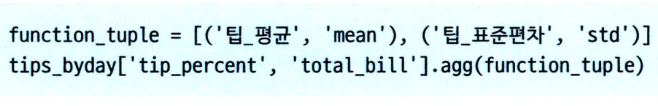 function_tuple = [('팁_평균', 'mean'), ('팁_표준편차', 'std')]
tips_byday['tip_percent', 'total_bill'].agg(function_tuple)